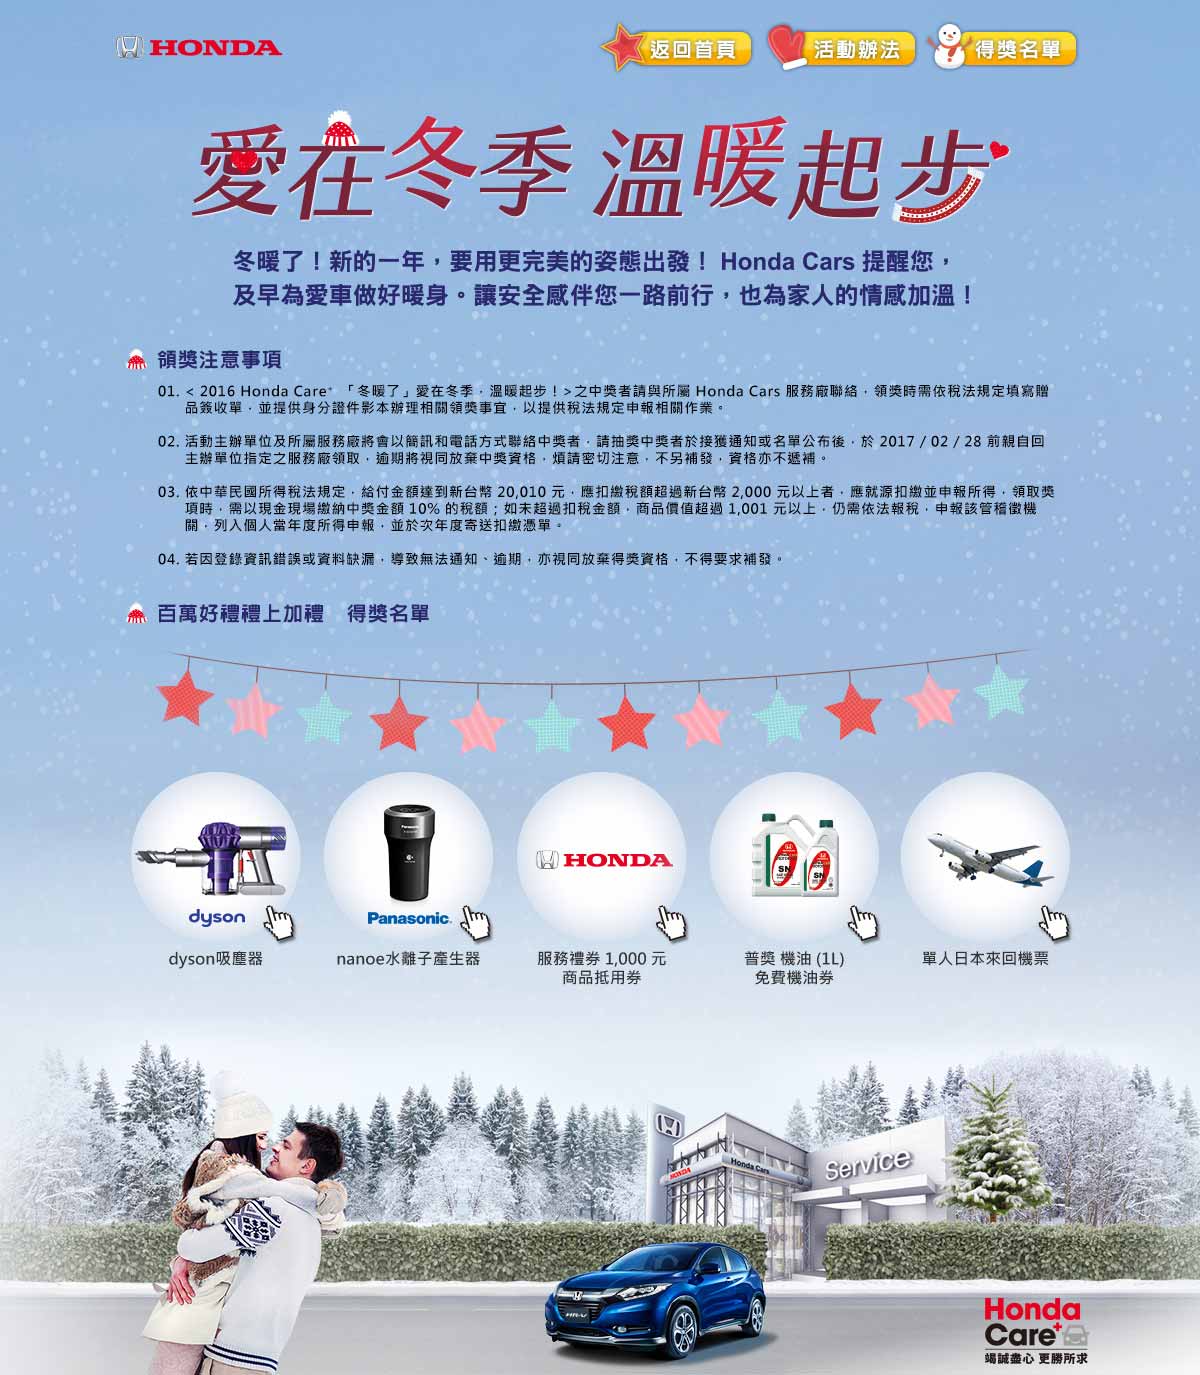 HONDA
返回首頁
活動辦法
得獎名單
愛在冬季 溫暖起步
冬暖了！新的一年，要用更完美的姿態出發！ Honda Cars 提醒您，
及早為愛車做好暖身。讓安全感伴您一路前行，也為家人的情感加溫！
領獎注意事項
01. < 2016 Honda Care⁺ 「冬暖了」愛在冬季，溫暖起步！>之中獎者請與所屬 Honda Cars 服務廠聯絡，領獎時需依稅法規定填寫贈
品簽收單，並提供身分證件影本辦理相關領獎事宜，以提供稅法規定申報相關作業。
02. 活動主辦單位及所屬服務廠將會以簡訊和電話方式聯絡中獎者，請抽獎中獎者於接獲通知或名單公布後，於 2017 / 02 / 28 前親自回
主辦單位指定之服務廠領取，逾期將視同放棄中獎資格，煩請密切注意，不另補發，資格亦不遞補。
03. 依中華民國所得稅法規定，給付金額達到新台幣 20,010 元，應扣繳稅額超過新台幣 2,000 元以上者，應就源扣繳並申報所得，領取獎
項時，需以現金現場繳納中獎金額 10% 的稅額；如未超過扣稅金額，商品價值超過 1,001 元以上，仍需依法報稅，申報該管稽徵機
關，列入個人當年度所得申報，並於次年度寄送扣繳憑單。
04. 若因登錄資訊錯誤或資料缺漏，導致無法通知、逾期，亦視同放棄得獎資格，不得要求補發。
百萬好禮禮上加禮　得獎名單
dyson
Panasonic
HONDA
SN
SN
dyson吸塵器
nanoe水離子產生器
服務禮券 1,000 元
商品抵用券
普獎 機油 (1L)
免費機油券
單人日本來回機票
HONDA
Honda Cars
Service
HR-V
Honda
Care⁺
竭誠盡心 更勝所求